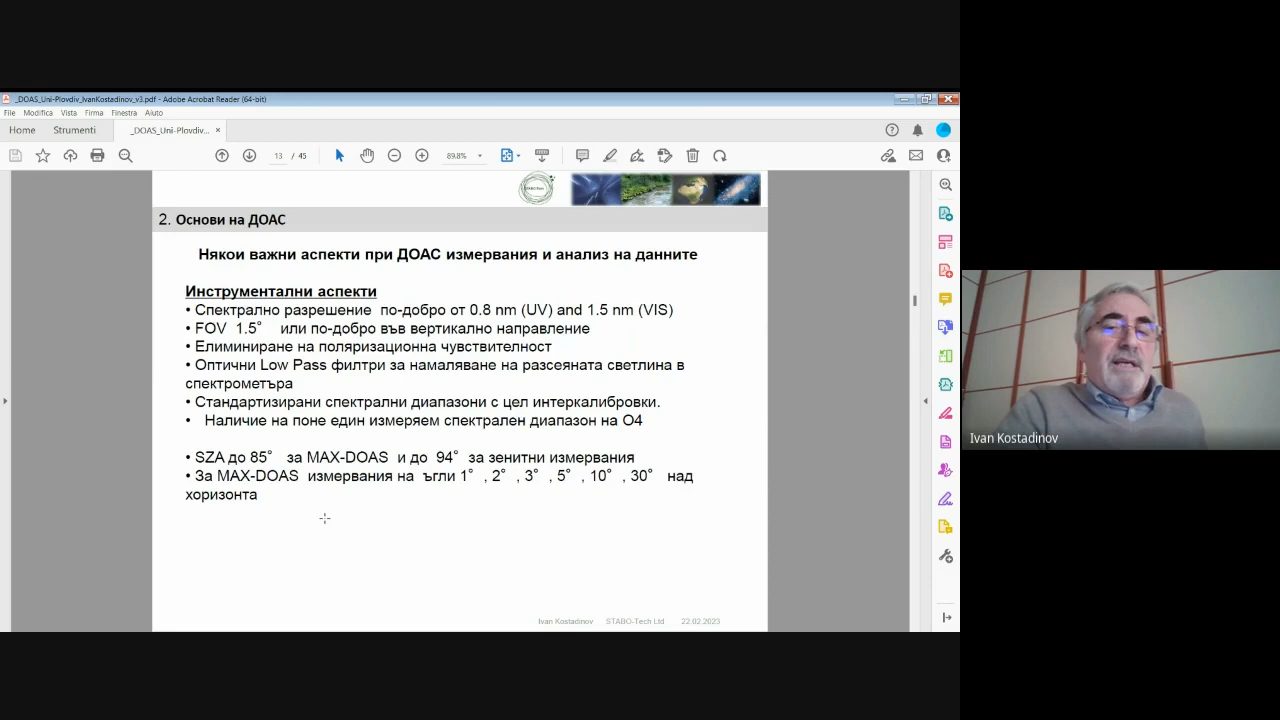 _DOAS_Uni-Plovdiv_IvanKostadinov_v3.pdf - Adobe Acrobat Reader (64-bit)
File Modifica Vista Firma Finestra Aiuto
Home Strumenti _DOAS_Uni-Plovdiv... ×
13 / 45 89.8%
2. Основи на ДОАС
Някои важни аспекти при ДОАС измервания и анализ на данните
Инструментални аспекти
• Спектрално разрешение по-добро от 0.8 nm (UV) and 1.5 nm (VIS)
• FOV 1.5° или по-добро във вертикално направление
• Елиминиране на поляризационна чувствителност
• Оптични Low Pass филтри за намаляване на разсеяната светлина в
спектрометъра
• Стандартизирани спектрални диапазони с цел интеркалибровки.
• Наличие на поне един измеряем спектрален диапазон на О4
• SZA до 85° за MAX-DOAS и до 94° за зенитни измервания
• За MAX-DOAS измервания на ъгли 1° , 2° , 3° , 5° , 10° , 30° над
хоризонта
Ivan Kostadinov STABO-Tech Ltd 22.02.2023
Ivan Kostadinov